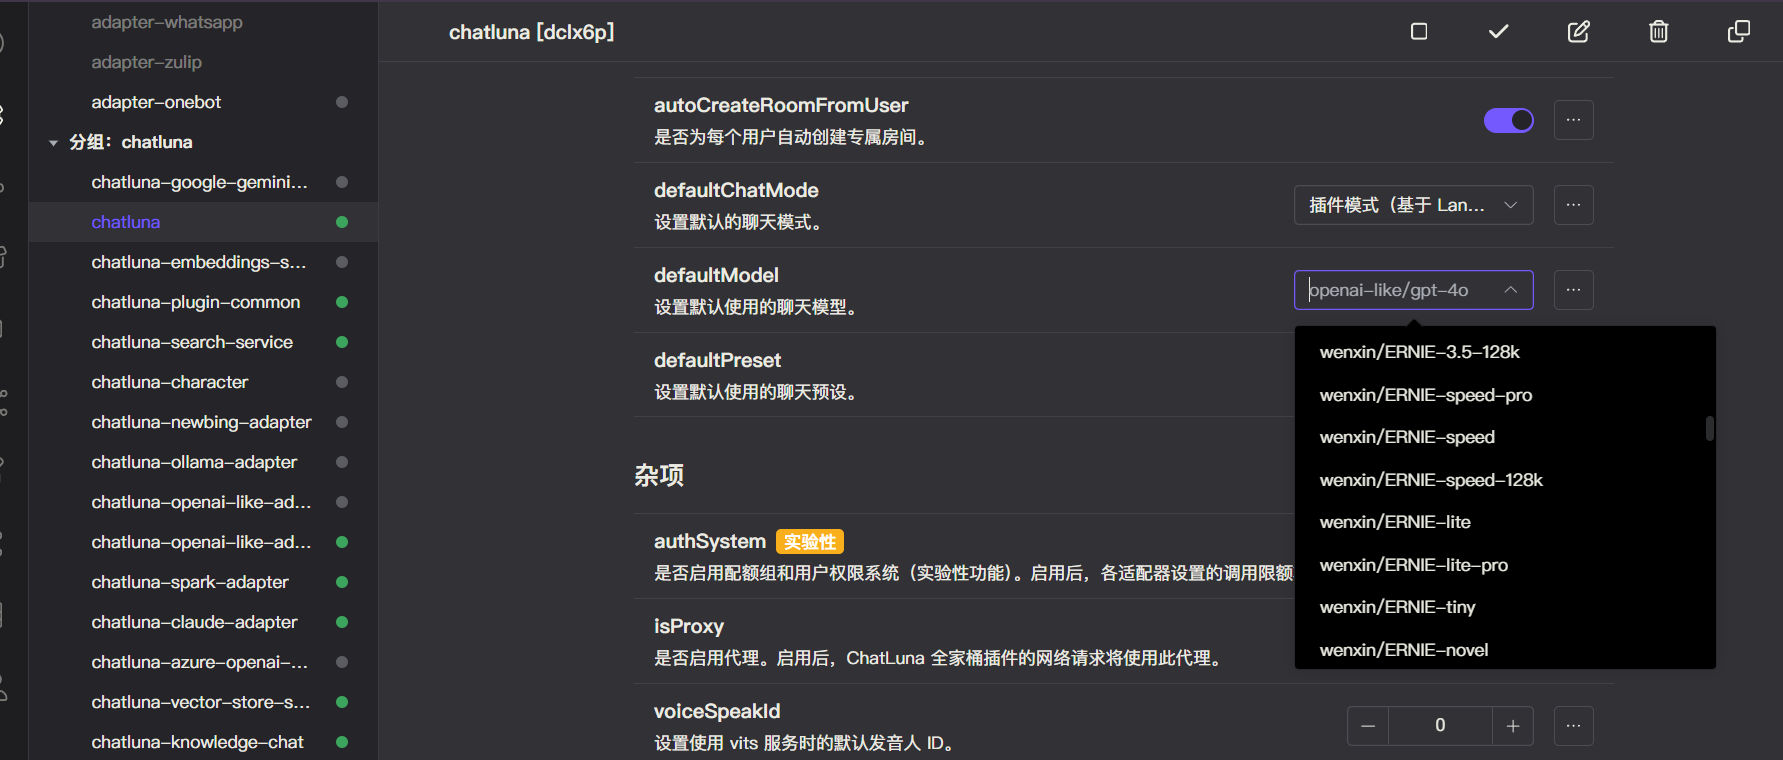 adapter-whatsapp
adapter-zulip
adapter-onebot
分组：chatluna
chatluna-google-gemini...
chatluna
chatluna-embeddings-s...
chatluna-plugin-common
chatluna-search-service
chatluna-character
chatluna-newbing-adapter
chatluna-ollama-adapter
chatluna-openai-like-ad...
chatluna-openai-like-ad...
chatluna-spark-adapter
chatluna-claude-adapter
chatluna-azure-openai-...
chatluna-vector-store-s...
chatluna-knowledge-chat
chatluna [dclx6p]
autoCreateRoomFromUser
是否为每个用户自动创建专属房间。
defaultChatMode
设置默认的聊天模式。
插件模式（基于 Lan...
defaultModel
设置默认使用的聊天模型。
openai-like/gpt-4o
wenxin/ERNIE-3.5-128k
wenxin/ERNIE-speed-pro
wenxin/ERNIE-speed
wenxin/ERNIE-speed-128k
wenxin/ERNIE-lite
wenxin/ERNIE-lite-pro
wenxin/ERNIE-tiny
wenxin/ERNIE-novel
defaultPreset
设置默认使用的聊天预设。
杂项
authSystem 实验性
是否启用配额组和用户权限系统（实验性功能）。启用后，各适配器设置的调用限额
isProxy
是否启用代理。启用后，ChatLuna 全家桶插件的网络请求将使用此代理。
voiceSpeakId
设置使用 vits 服务时的默认发音人 ID。
0